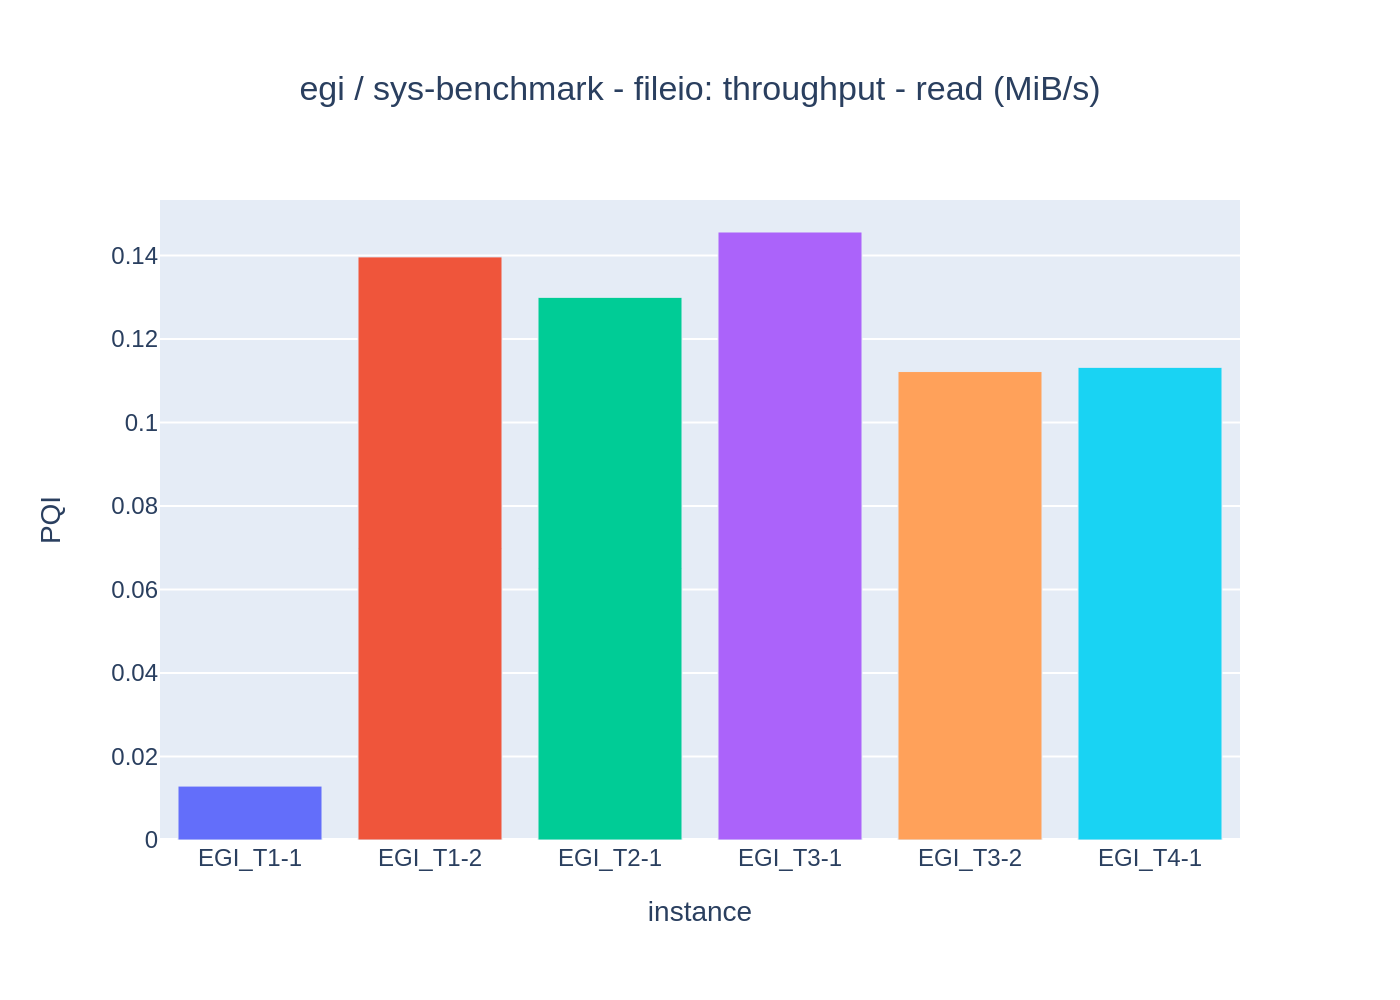 egi / sys-benchmark - fileio: throughput - read (MiB/s)
0.14
0.12
0.1
0.08
0.06
0.04
0.02
0
PQI
EGI_T1-1 EGI_T1-2 EGI_T2-1 EGI_T3-1 EGI_T3-2 EGI_T4-1
instance